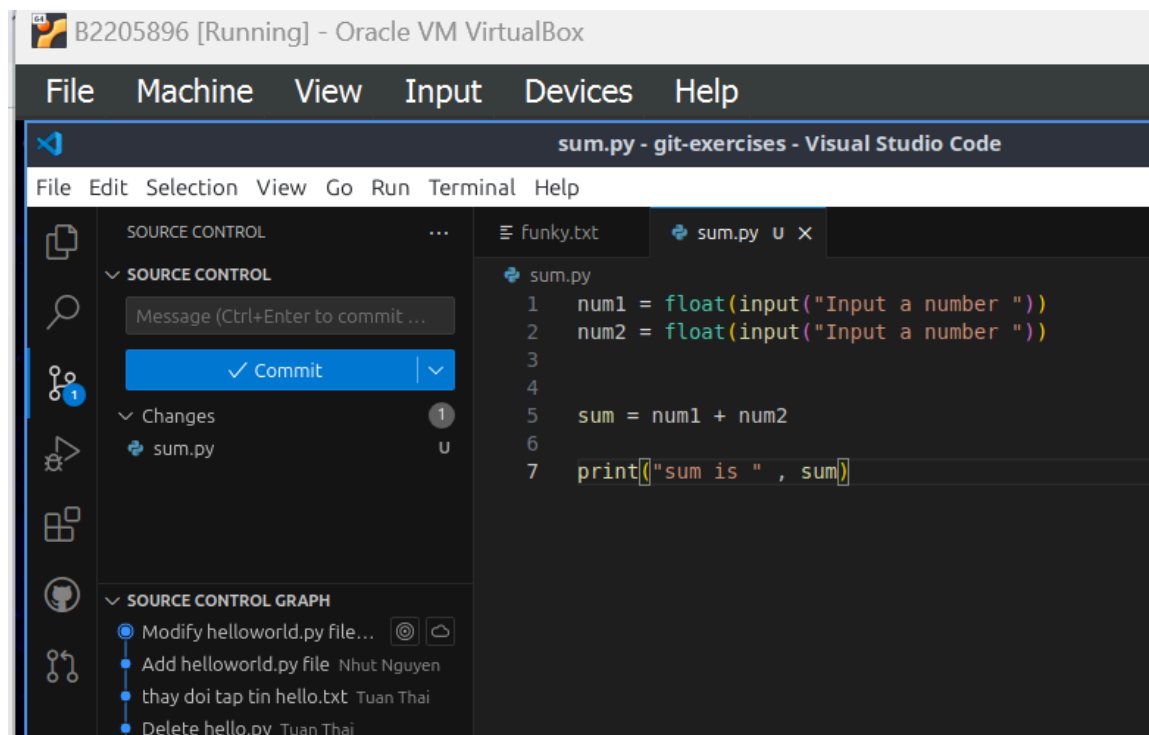 B2205896 [Running] - Oracle VM VirtualBox
File Machine View Input Devices Help
sum.py - git-exercises - Visual Studio Code
File Edit Selection View Go Run Terminal Help
SOURCE CONTROL ...
SOURCE CONTROL
Message (Ctrl+Enter to commit ...
Commit
1
Changes 1
sum.py U
SOURCE CONTROL GRAPH
Modify helloworld.py file...
Add helloworld.py file Nhut Nguyen
thay doi tap tin hello.txt Tuan Thai
Delete hello.py Tuan Thai
funky.txt sum.py U
sum.py
1 num1 = float(input("Input a number "))
2 num2 = float(input("Input a number "))
3
4
5 sum = num1 + num2
6
7 print("sum is " , sum)